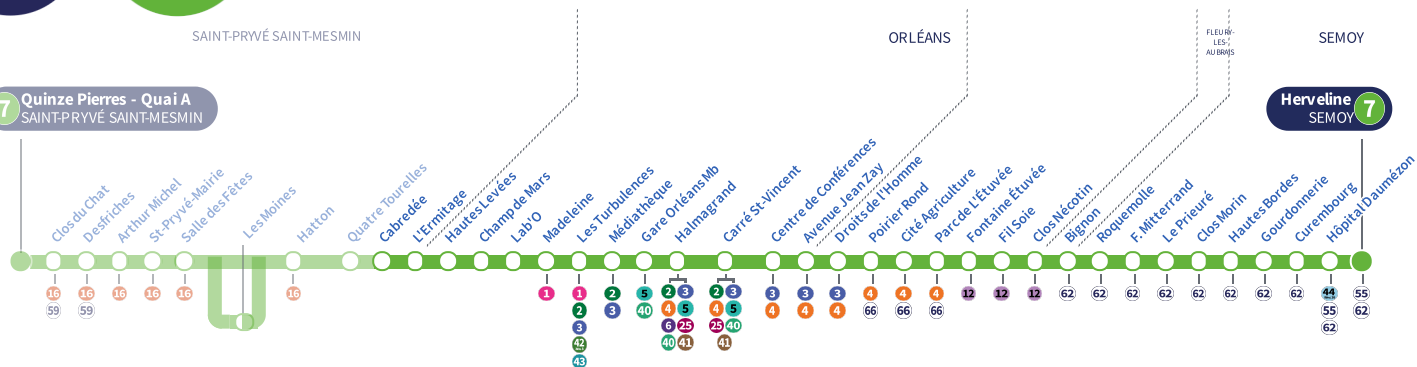 SAINT-PRYVÉ SAINT-MESMIN
ORLÉANS
FLEURY-
LES-
AUBRAIS
SEMOY
7
Quinze Pierres - Quai A
SAINT-PRYVÉ SAINT-MESMIN
Herveline
SEMOY
7
Clos du Chat
Desfriches
Arthur Michel
St-Pryvé-Mairie
Salle des Fêtes
Les Moines
Hatton
Quatre Tourelles
Cabredée
L'Ermitage
Hautes Levées
Champ de Mars
Lab'O
Madeleine
Les Turbulences
Médiathèque
Gare Orléans Mb
Halmagrand
Carré St-Vincent
Centre de Conférences
Avenue Jean Zay
Droits de l'Homme
Poirier Rond
Cité Agriculture
Parc de L'Étuvée
Fontaine Étuvée
Fil Soie
Clos Nécotin
Bignon
Roquemolle
F. Mitterrand
Le Prieuré
Clos Morin
Hautes Bordes
Gourdonnerie
Curembourg
Hôpital Daumézon
16 16 16 16 16 16 1 1 2 5 2 3 2 3 3 3 3 4 4 4 12 12 12 62 62 62 62 62 62 62 62 44 55
59 59 2 3 40 4 5 4 5 4 4 4 66 66 66 55 62
3 6 25 25 40 62
42 40 41 41
43